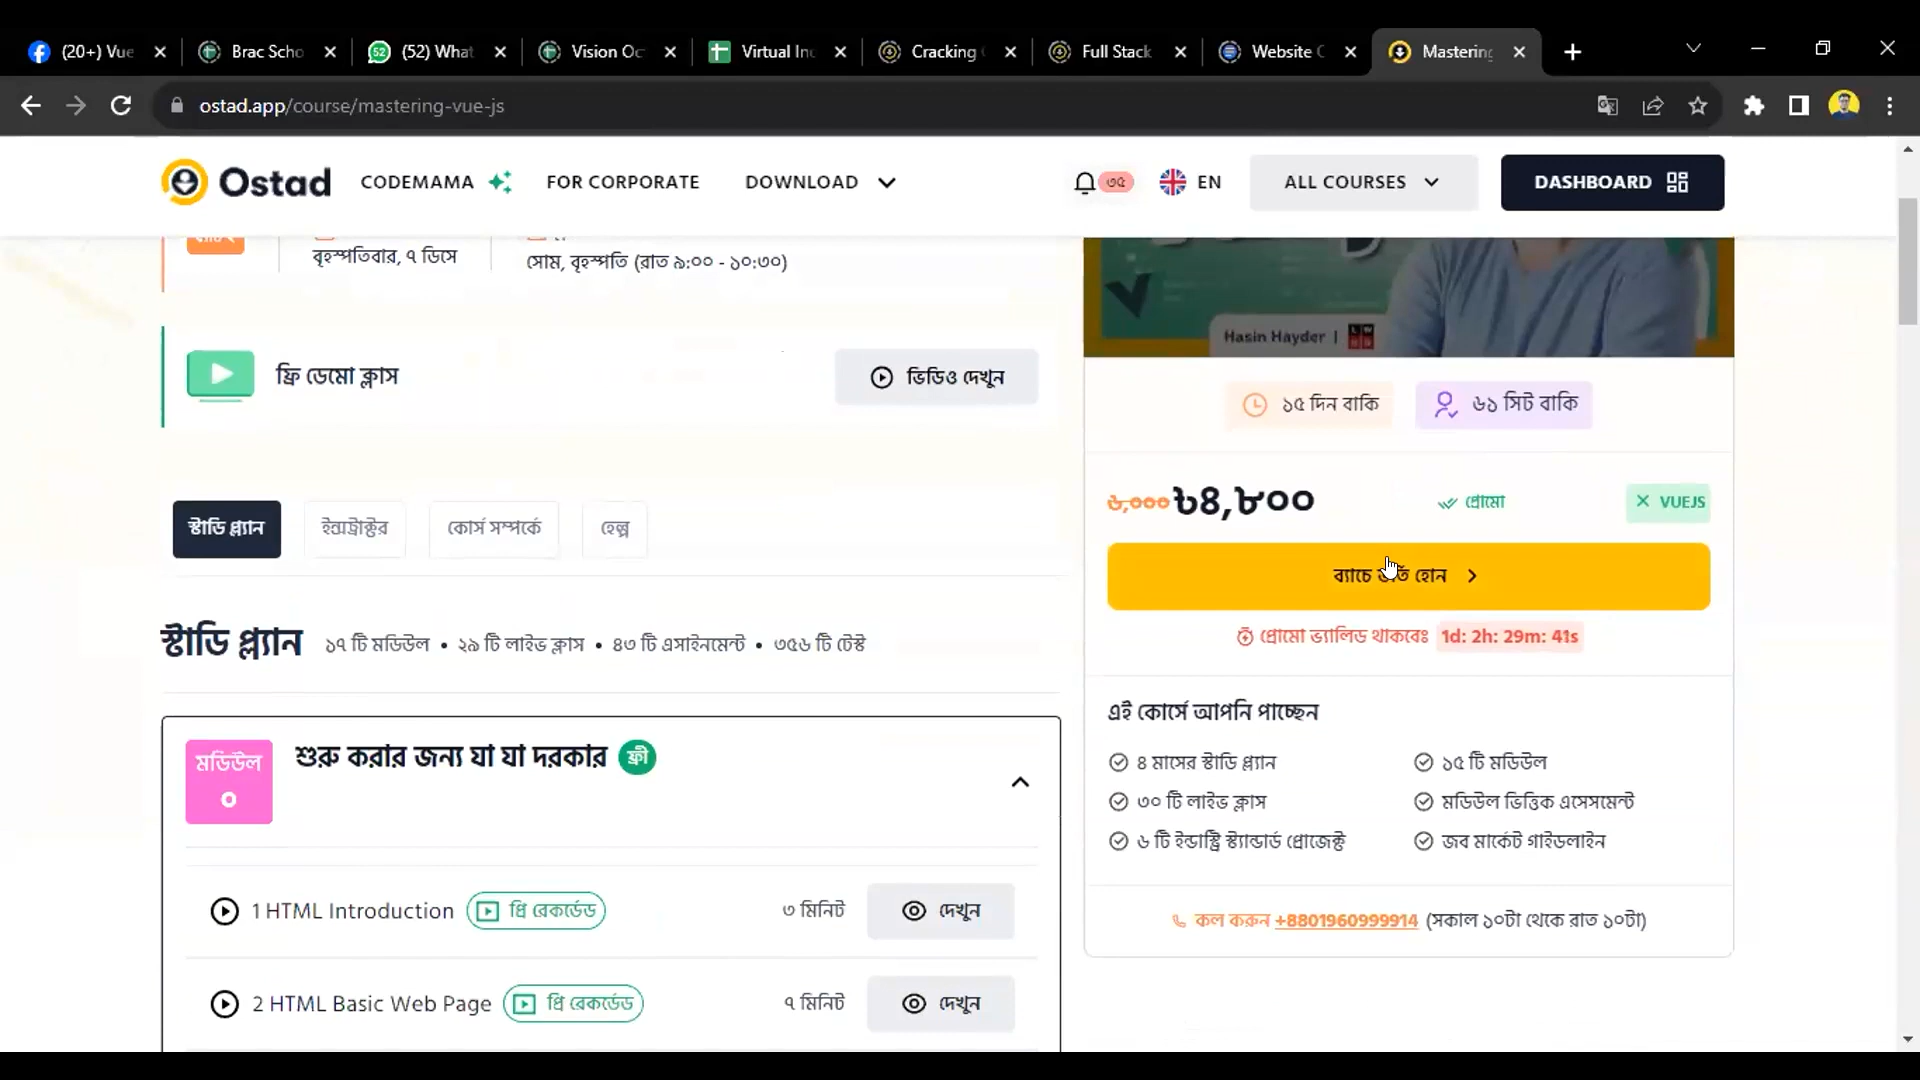 (20+) Vue
Brac Scho
(52) What
Vision Oc
Virtual Inc
Cracking
Full Stack
Website C
Mastering
ostad.app/course/mastering-vue-js
Ostad
CODEMAMA
FOR CORPORATE
DOWNLOAD
৩৫
EN
ALL COURSES
DASHBOARD
বৃহস্পতিবার, ৭ ডিসে
সোম, বৃহস্পতি (রাত ৯:০০ - ১০:৩০)
ফ্রি ডেমো ক্লাস
ভিডিও দেখুন
স্টাডি প্ল্যান
ইন্সট্রাক্টর
কোর্স সম্পর্কে
হেল্প
স্টাডি প্ল্যান
১৭ টি মডিউল • ২৯ টি লাইভ ক্লাস • ৪৩ টি এসাইনমেন্ট • ৩৫৬ টি টেস্ট
মডিউল
০
শুরু করার জন্য যা যা দরকার
ফ্রী
1 HTML Introduction
প্রি রেকর্ডেড
৩ মিনিট
দেখুন
2 HTML Basic Web Page
প্রি রেকর্ডেড
৭ মিনিট
দেখুন
Hasin Hayder |
১৫ দিন বাকি
৬১ সিট বাকি
৬,০০০
৳৪,৮০০
প্রোমো
VUEJS
ব্যাচে ভর্তি হোন
প্রোমো ভ্যালিড থাকবেঃ 1d: 2h: 29m: 41s
এই কোর্সে আপনি পাচ্ছেন
৪ মাসের স্টাডি প্ল্যান
১৫ টি মডিউল
৩০ টি লাইভ ক্লাস
মডিউল ভিত্তিক এসেসমেন্ট
৬ টি ইন্ডাস্ট্রি স্ট্যান্ডার্ড প্রোজেক্ট
জব মার্কেট গাইডলাইন
কল করুন +8801960999914 (সকাল ১০টা থেকে রাত ১০টা)